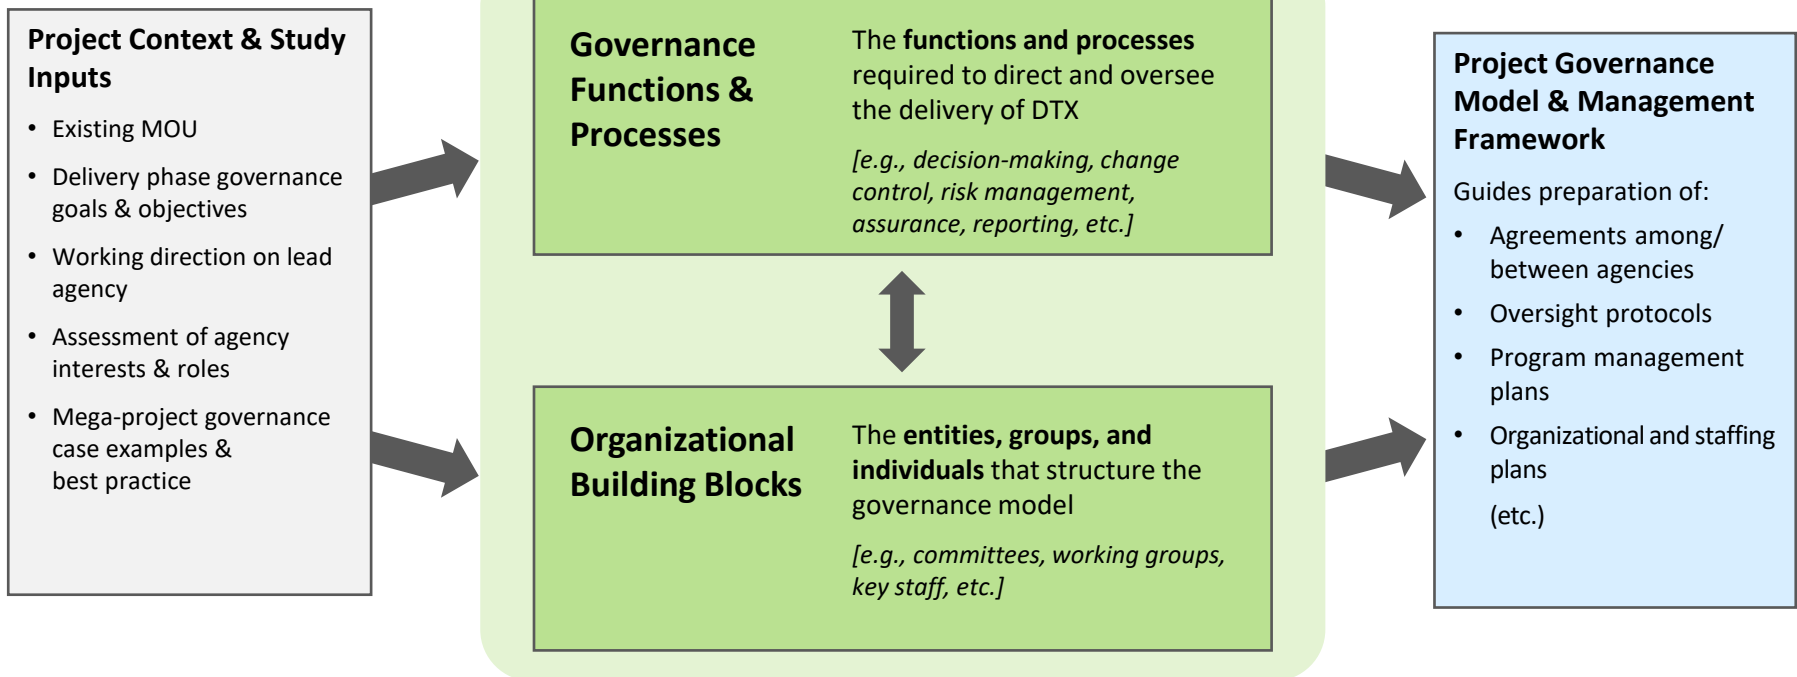 Project Context & Study
Inputs
• Existing MOU
• Delivery phase governance
goals & objectives
• Working direction on lead
agency
• Assessment of agency
interests & roles
• Mega-project governance
case examples &
best practice
Governance
Functions &
Processes
The functions and processes
required to direct and oversee
the delivery of DTX
[e.g., decision-making, change
control, risk management,
assurance, reporting, etc.]
Organizational
Building Blocks
The entities, groups, and
individuals that structure the
governance model
[e.g., committees, working groups,
key staff, etc.]
Project Governance
Model & Management
Framework
Guides preparation of:
• Agreements among/
between agencies
• Oversight protocols
• Program management
plans
• Organizational and staffing
plans
(etc.)